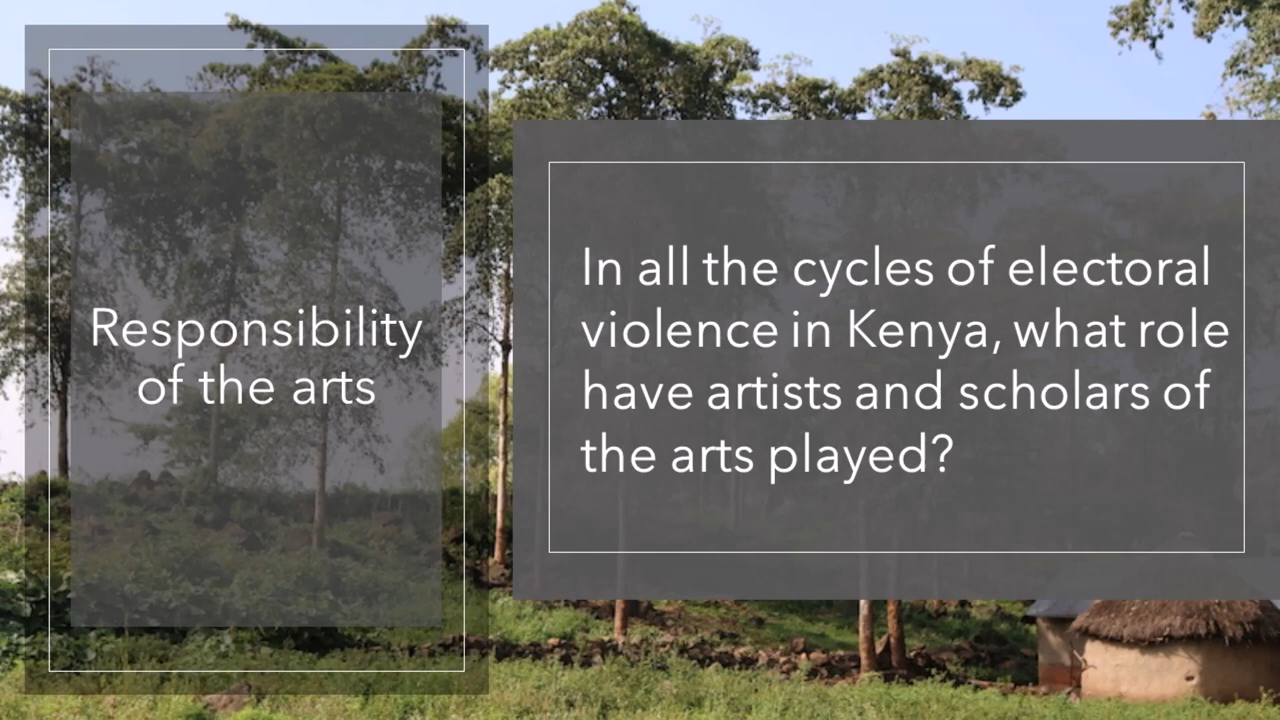 Responsibility
of the arts
In all the cycles of electoral
violence in Kenya, what role
have artists and scholars of
the arts played?